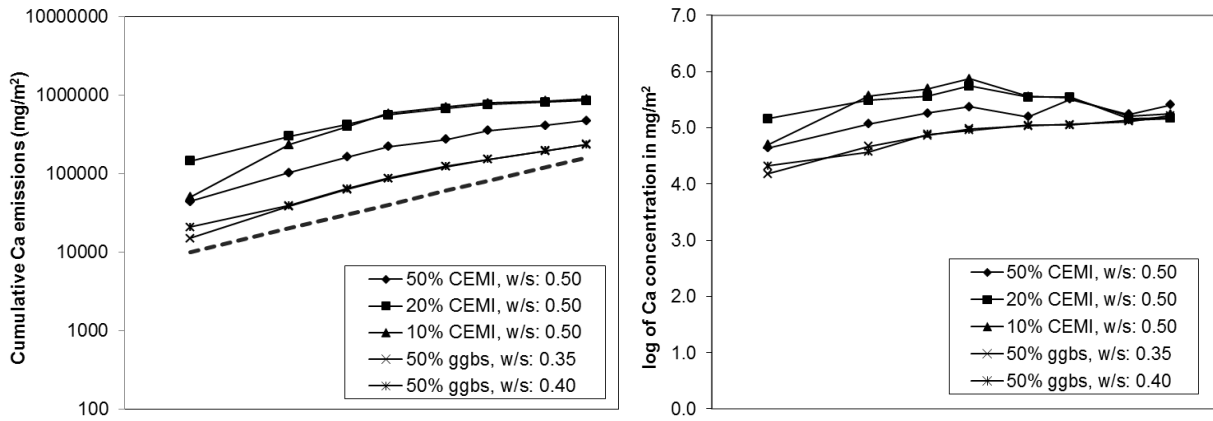 Cumulative Ca emissions (mg/m²)
10000000
1000000
100000
10000
1000
100
50% CEMI, w/s: 0.50
20% CEMI, w/s: 0.50
10% CEMI, w/s: 0.50
50% ggbs, w/s: 0.35
50% ggbs, w/s: 0.40
log of Ca concentration in mg/m²
7.0
6.0
5.0
4.0
3.0
2.0
1.0
0.0
50% CEMI, w/s: 0.50
20% CEMI, w/s: 0.50
10% CEMI, w/s: 0.50
50% ggbs, w/s: 0.35
50% ggbs, w/s: 0.40